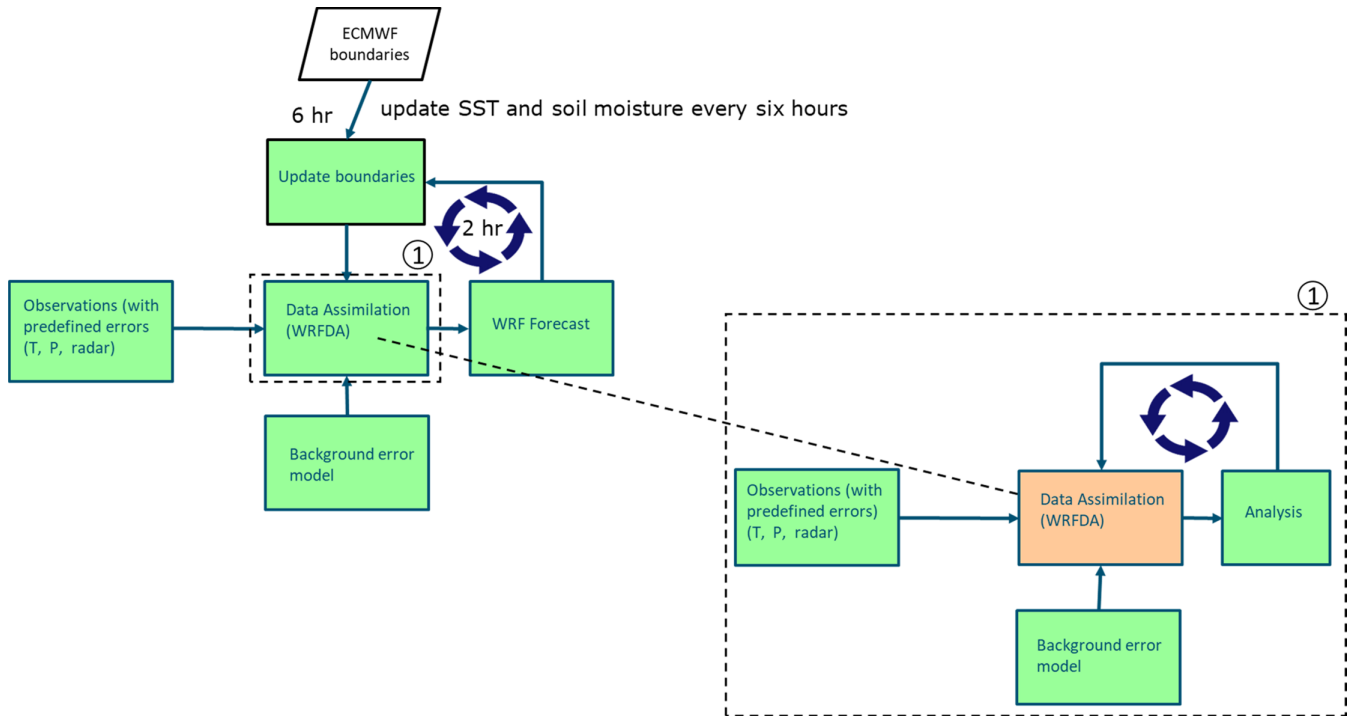 ECMWF
boundaries
6 hr
update SST and soil moisture every six hours
Update boundaries
2 hr
①
Observations (with
predefined errors
(T, P, radar)
Data Assimilation
(WRFDA)
WRF Forecast
Background error
model
①
Observations (with
predefined errors)
(T, P, radar)
Data Assimilation
(WRFDA)
Analysis
Background error
model